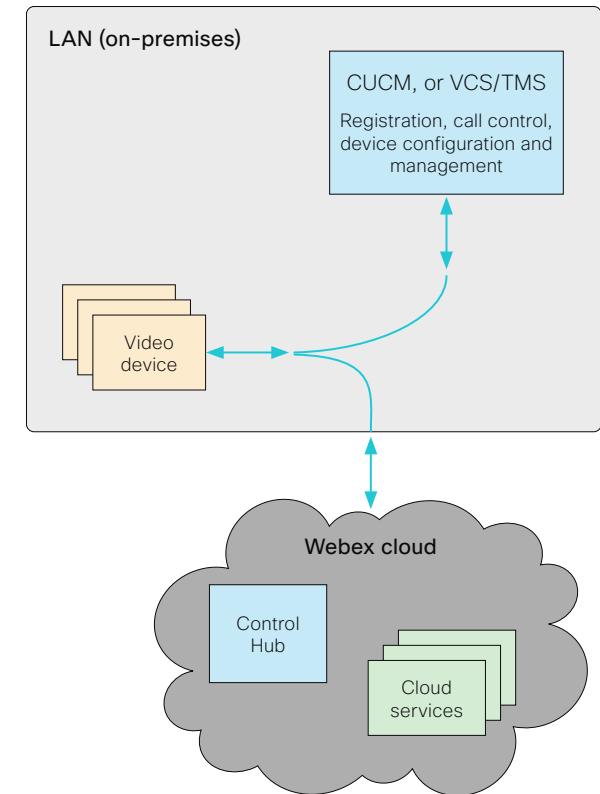 LAN (on-premises)
CUCM, or VCS/TMS
Registration, call control,
device configuration and
management
Video
device
Webex cloud
Control
Hub
Cloud
services